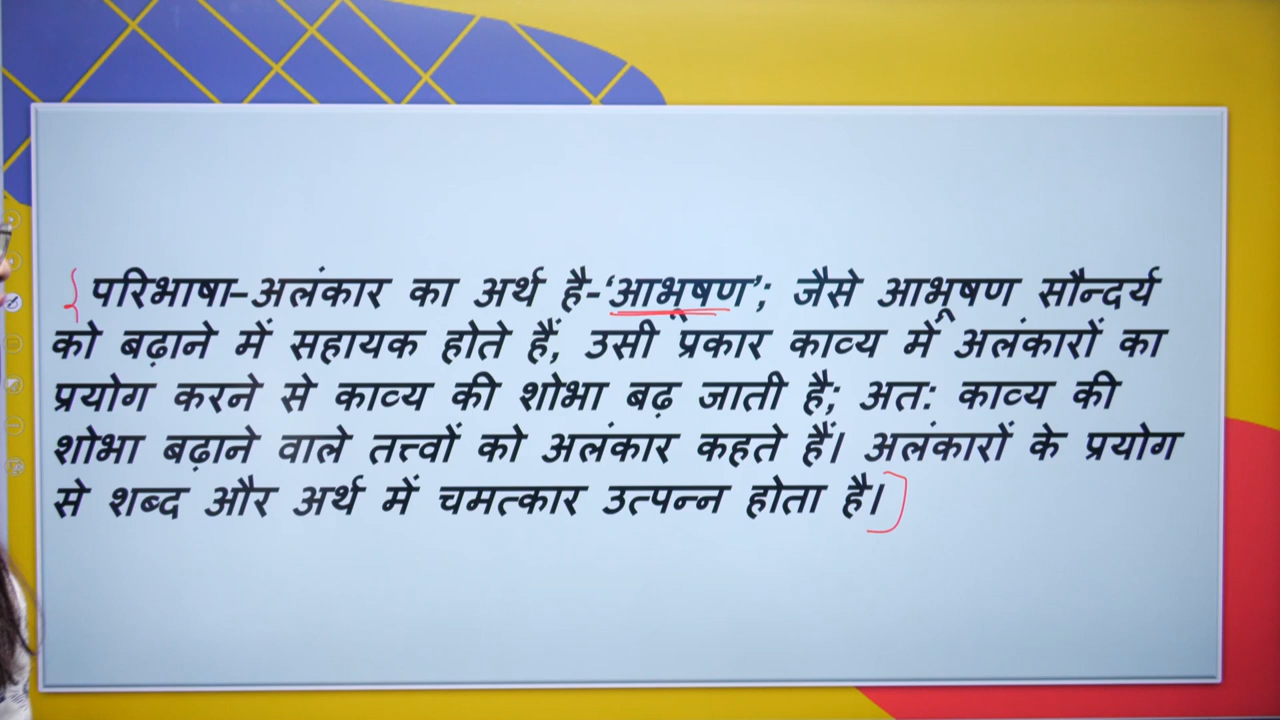 परिभाषा–अलंकार का अर्थ है-‘आभूषण’; जैसे आभूषण सौन्दर्य
को बढ़ाने में सहायक होते हैं, उसी प्रकार काव्य में अलंकारों का
प्रयोग करने से काव्य की शोभा बढ़ जाती है; अत: काव्य की
शोभा बढ़ाने वाले तत्त्वों को अलंकार कहते हैं। अलंकारों के प्रयोग
से शब्द और अर्थ में चमत्कार उत्पन्न होता है।